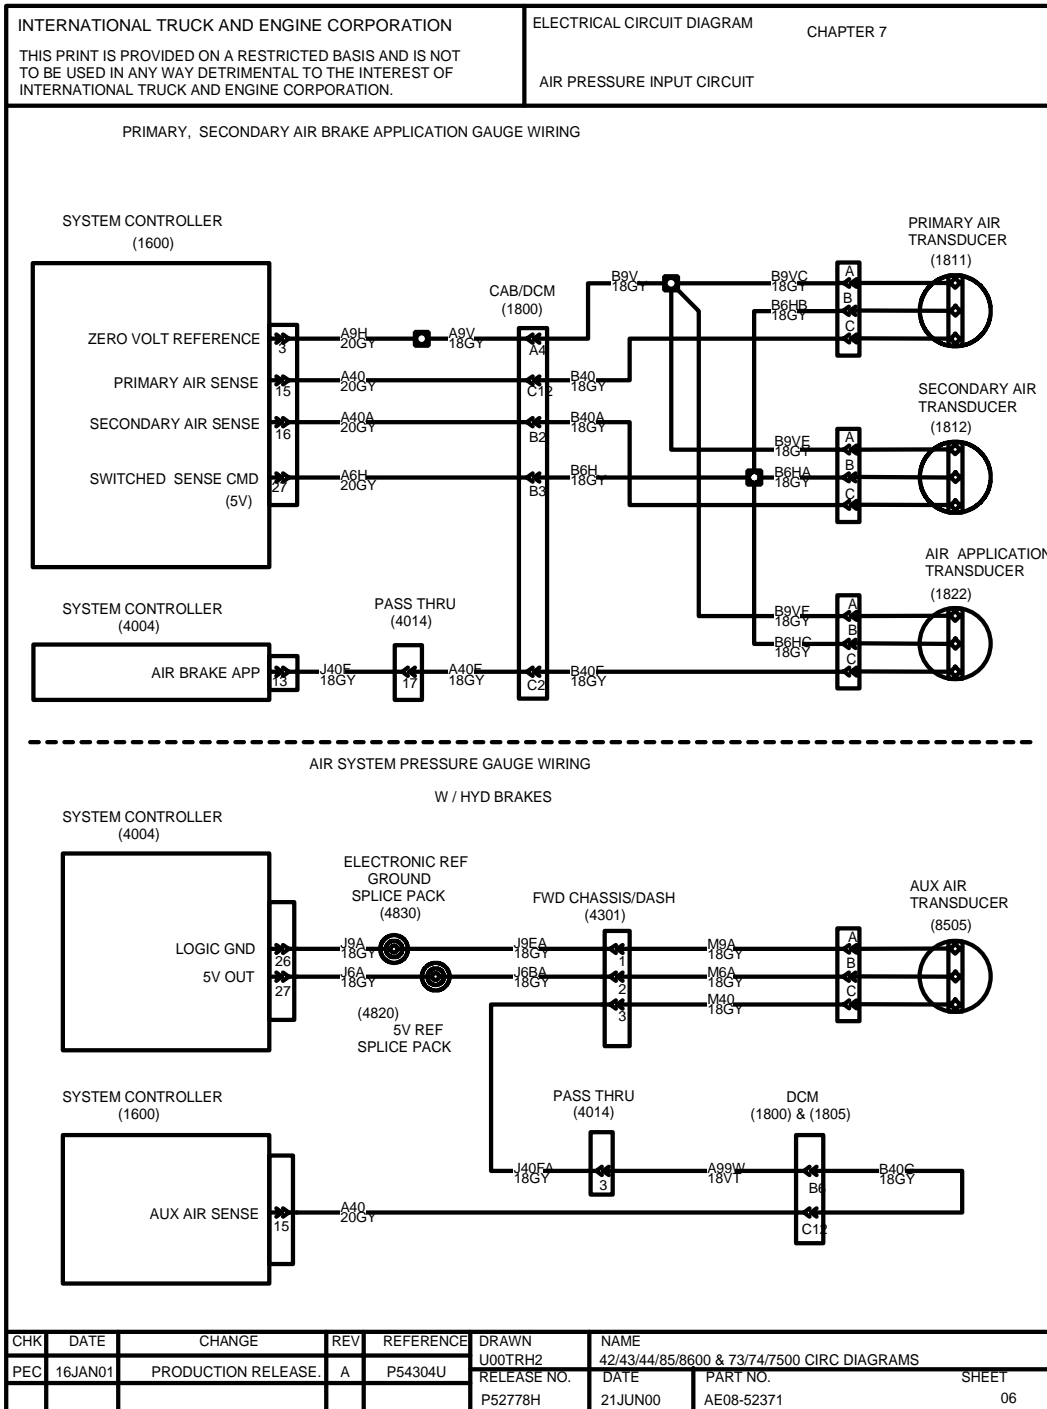 INTERNATIONAL TRUCK AND ENGINE CORPORATION
THIS PRINT IS PROVIDED ON A RESTRICTED BASIS AND IS NOT
TO BE USED IN ANY WAY DETRIMENTAL TO THE INTEREST OF
INTERNATIONAL TRUCK AND ENGINE CORPORATION.
ELECTRICAL CIRCUIT DIAGRAM
CHAPTER 7
AIR PRESSURE INPUT CIRCUIT
PRIMARY, SECONDARY AIR BRAKE APPLICATION GAUGE WIRING
SYSTEM CONTROLLER
(1600)
ZERO VOLT REFERENCE
3
A9H
20GY
A9V
18GY
PRIMARY AIR SENSE
15
A40
20GY
SECONDARY AIR SENSE
16
A40A
20GY
SWITCHED SENSE CMD
(5V)
27
A6H
20GY
CAB/DCM
(1800)
A4
C12
B2
B3
C2
B9V
18GY
B40
18GY
B40A
18GY
B6H
18GY
B9VC
18GY
B6HB
18GY
A
B
C
PRIMARY AIR
TRANSDUCER
(1811)
B9VE
18GY
B6HA
18GY
A
B
C
SECONDARY AIR
TRANSDUCER
(1812)
B9VF
18GY
B6HC
18GY
A
B
C
AIR APPLICATION
TRANSDUCER
(1822)
SYSTEM CONTROLLER
(4004)
AIR BRAKE APP
13
J40F
18GY
PASS THRU
(4014)
17
A40F
18GY
B40F
18GY
AIR SYSTEM PRESSURE GAUGE WIRING
W / HYD BRAKES
SYSTEM CONTROLLER
(4004)
LOGIC GND
26
5V OUT
27
J9A
18GY
J6A
18GY
ELECTRONIC REF
GROUND
SPLICE PACK
(4830)
(4820)
5V REF
SPLICE PACK
J9EA
18GY
J6BA
18GY
FWD CHASSIS/DASH
(4301)
1
2
3
M9A
18GY
M6A
18GY
M40
18GY
A
B
C
AUX AIR
TRANSDUCER
(8505)
SYSTEM CONTROLLER
(1600)
AUX AIR SENSE
15
A40
20GY
J40FA
18GY
PASS THRU
(4014)
3
A99W
18VT
DCM
(1800) & (1805)
B6
C12
B40G
18GY
CHK DATE CHANGE REV REFERENCE
PEC 16JAN01 PRODUCTION RELEASE. A P54304U
DRAWN
U00TRH2
NAME
42/43/44/85/8600 & 73/74/7500 CIRC DIAGRAMS
RELEASE NO.
P52778H
DATE
21JUN00
PART NO.
AE08-52371
SHEET
06